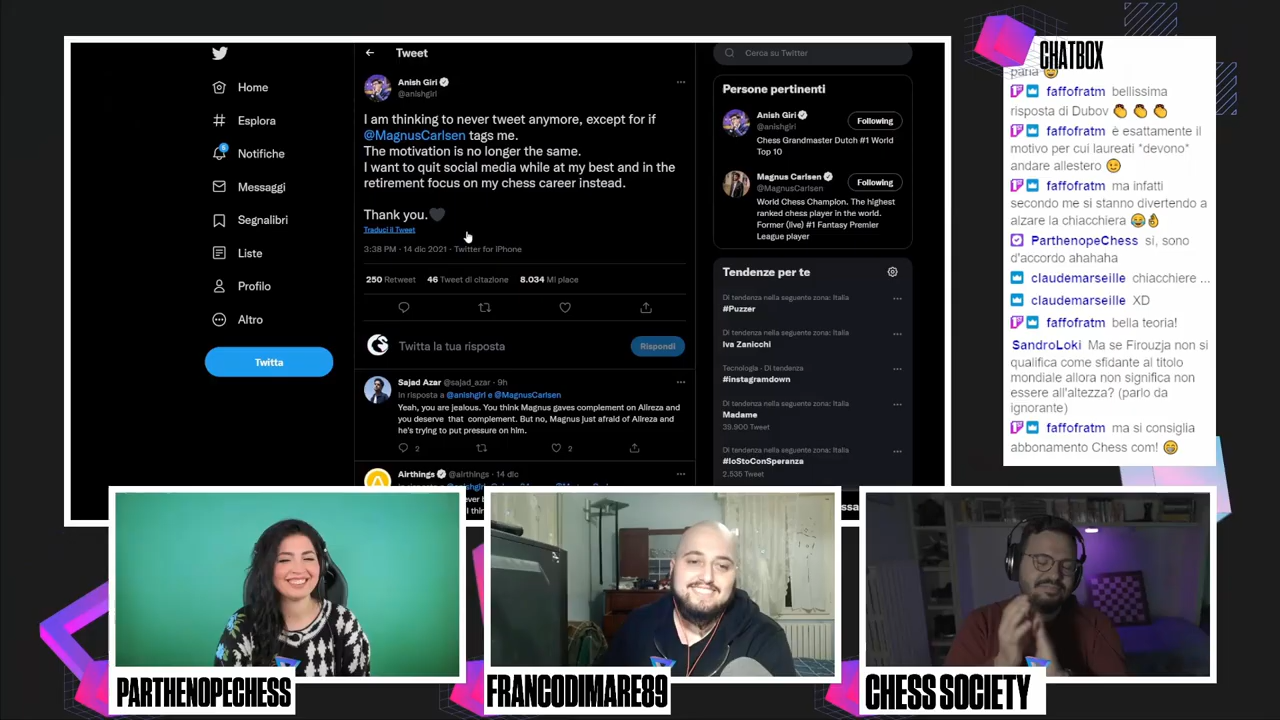 Home
Esplora
Notifiche
Messaggi
Segnalibri
Liste
Profilo
Altro
Twitta
Tweet
Anish Giri
@anishgiri
I am thinking to never tweet anymore, except for if
@MagnusCarlsen tags me.
The motivation is no longer the same.
I want to quit social media while at my best and in the
retirement focus on my chess career instead.
Thank you.🖤
Traduci il Tweet
3:38 PM · 14 dic 2021 · Twitter for iPhone
250 Retweet 46 Tweet di citazione 8.034 Mi piace
Twitta la tua risposta
Rispondi
Sajad Azar @sajad_azar · 9h
In risposta a @anishgiri e @MagnusCarlsen
Yeah, you are jealous. You think Magnus gaves complement on Alireza and
you deserve that complement. But no, Magnus just afraid of Alireza and
he's trying to put pressure on him.
2 2
Airthings @airthings · 14 dic
Cerca su Twitter
Persone pertinenti
Anish Giri
@anishgiri
Following
Chess Grandmaster Dutch #1 World
Top 10
Magnus Carlsen
@MagnusCarlsen
Following
World Chess Champion. The highest
ranked chess player in the world.
Former (live) #1 Fantasy Premier
League player
Tendenze per te
Di tendenza nella seguente zona: Italia
#Puzzer
Di tendenza nella seguente zona: Italia
Iva Zanicchi
Tecnologia · Di tendenza
#instagramdown
Di tendenza nella seguente zona: Italia
Madame
39.900 Tweet
Di tendenza nella seguente zona: Italia
#IoStoConSperanza
2.535 Tweet
CHATBOX
parla 😅
faffofratm bellissima
risposta di Dubov 👏 👏 👏
faffofratm è esattamente il
motivo per cui laureati *devono*
andare allestero 😉
faffofratm ma infatti
secondo me si stanno divertendo a
alzare la chiacchiera 😂👌
ParthenopeChess si, sono
d'accordo ahahaha
claudemarseille chiacchiere ...
claudemarseille XD
faffofratm bella teoria!
SandroLoki Ma se Firouzja non si
qualifica come sfidante al titolo
mondiale allora non significa non
essere all'altezza? (parlo da
ignorante)
faffofratm ma si consiglia
abbonamento Chess com! 😁
PARTHENOPECHESS
FRANCODIMARE89
CHESS SOCIETY